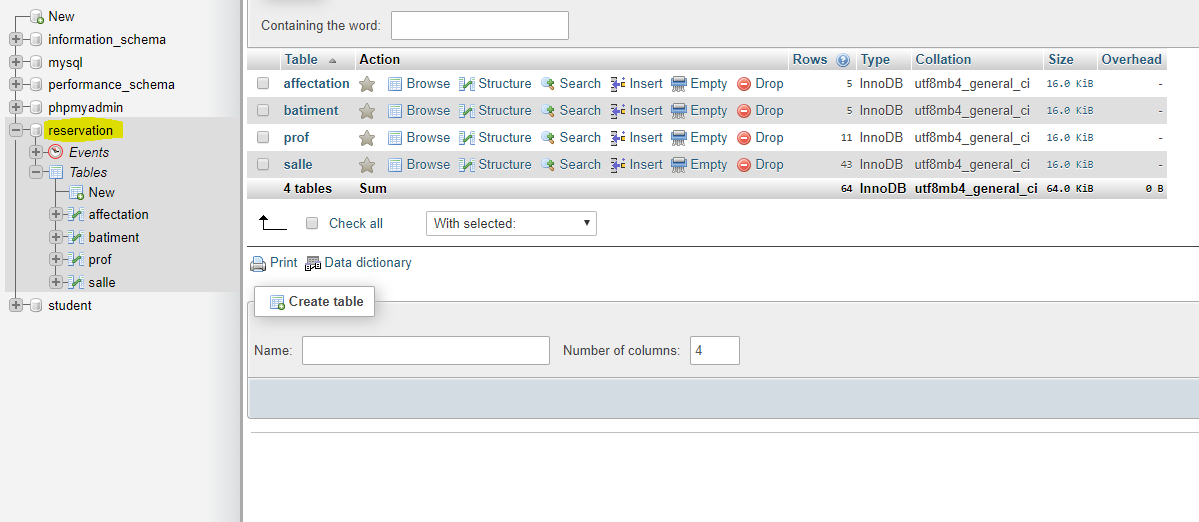 New
information_schema
mysql
performance_schema
phpmyadmin
reservation
Events
Tables
New
affectation
batiment
prof
salle
student
Containing the word:
Table Action Rows Type Collation Size Overhead
affectation Browse Structure Search Insert Empty Drop 5 InnoDB utf8mb4_general_ci 16.0 KiB -
batiment Browse Structure Search Insert Empty Drop 5 InnoDB utf8mb4_general_ci 16.0 KiB -
prof Browse Structure Search Insert Empty Drop 11 InnoDB utf8mb4_general_ci 16.0 KiB -
salle Browse Structure Search Insert Empty Drop 43 InnoDB utf8mb4_general_ci 16.0 KiB -
4 tables Sum 64 InnoDB utf8mb4_general_ci 64.0 KiB 0 B
Check all With selected:
Print Data dictionary
Create table
Name: Number of columns: 4